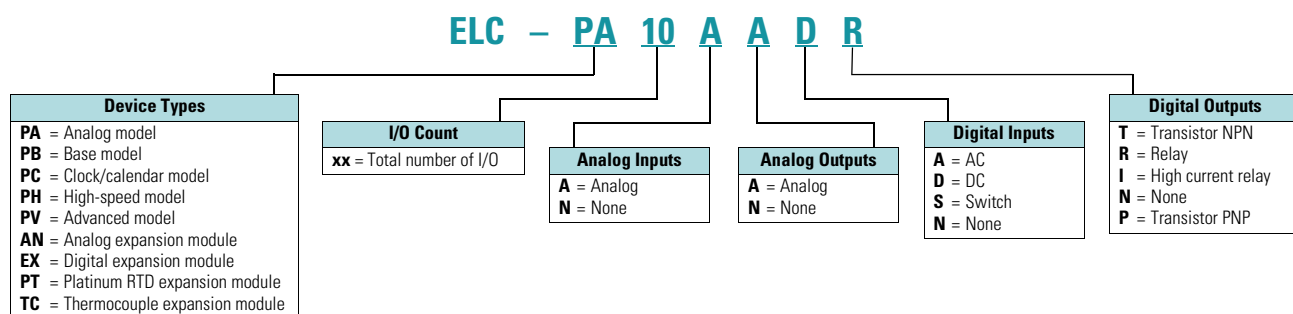 ELC – PA 10 A A D R
Device Types
PA = Analog model
PB = Base model
PC = Clock/calendar model
PH = High-speed model
PV = Advanced model
AN = Analog expansion module
EX = Digital expansion module
PT = Platinum RTD expansion module
TC = Thermocouple expansion module
I/O Count
xx = Total number of I/O
Analog Inputs
A = Analog
N = None
Analog Outputs
A = Analog
N = None
Digital Inputs
A = AC
D = DC
S = Switch
N = None
Digital Outputs
T = Transistor NPN
R = Relay
I = High current relay
N = None
P = Transistor PNP